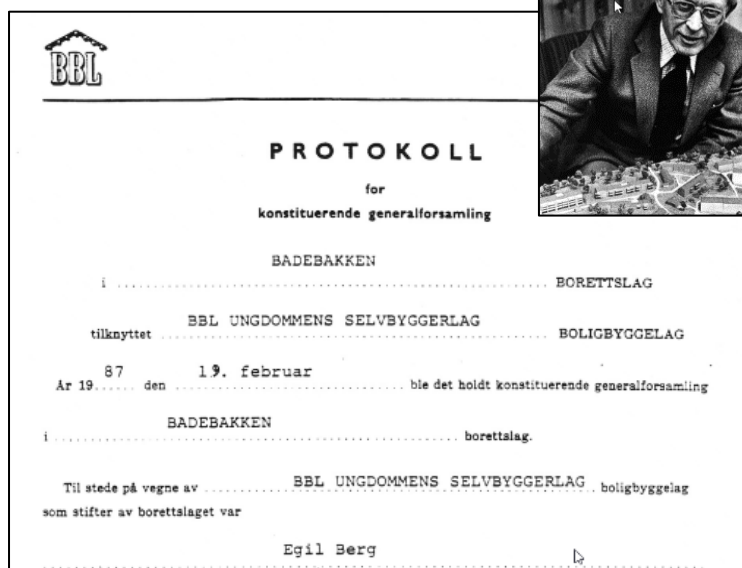 BBL
PROTOKOLL
for
konstituerende generalforsamling
i BADEBAKKEN BORETTSLAG
tilknyttet BBL UNGDOMMENS SELVBYGGERLAG BOLIGBYGGELAG
År 1987 den 19. februar ble det holdt konstituerende generalforsamling
i BADEBAKKEN borettslag.
Til stede på vegne av BBL UNGDOMMENS SELVBYGGERLAG boligbyggelag
som stifter av borettslaget var
Egil Berg